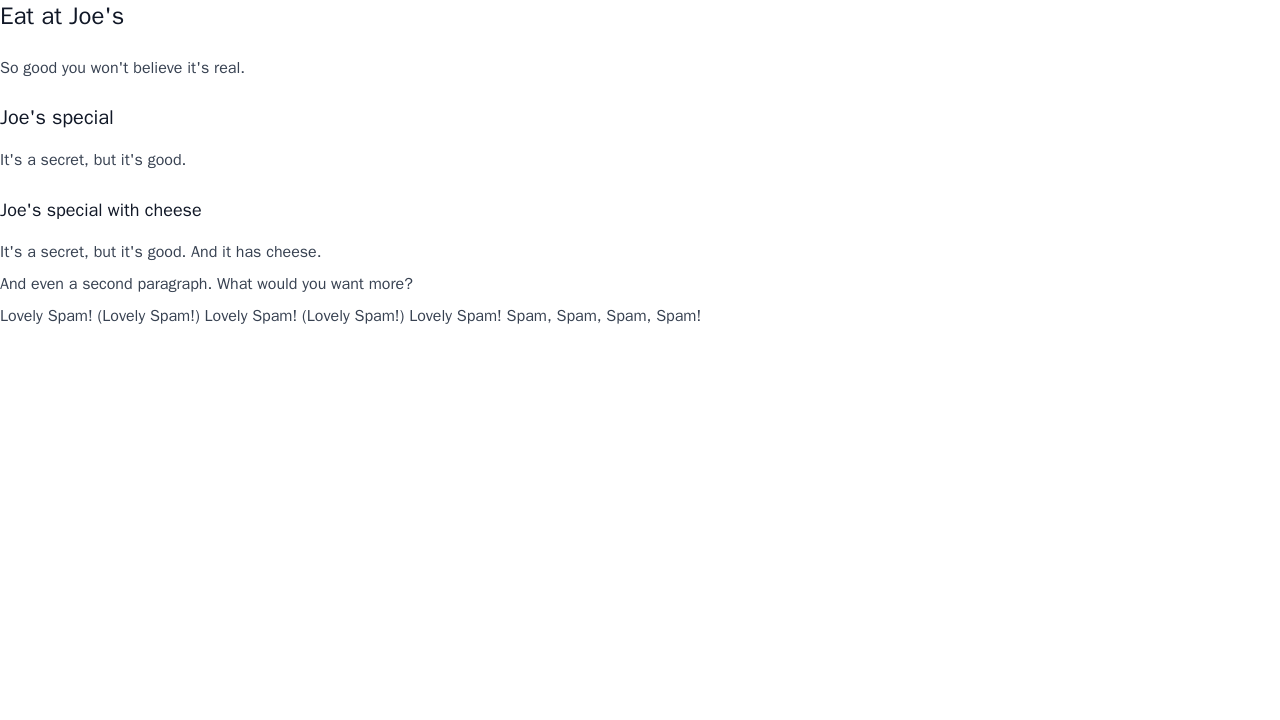 Eat at Joe's
So good you won't believe it's real.
Joe's special
It's a secret, but it's good.
Joe's special with cheese
It's a secret, but it's good. And it has cheese.
And even a second paragraph. What would you want more?
Lovely Spam! (Lovely Spam!) Lovely Spam! (Lovely Spam!) Lovely Spam! Spam, Spam, Spam, Spam!